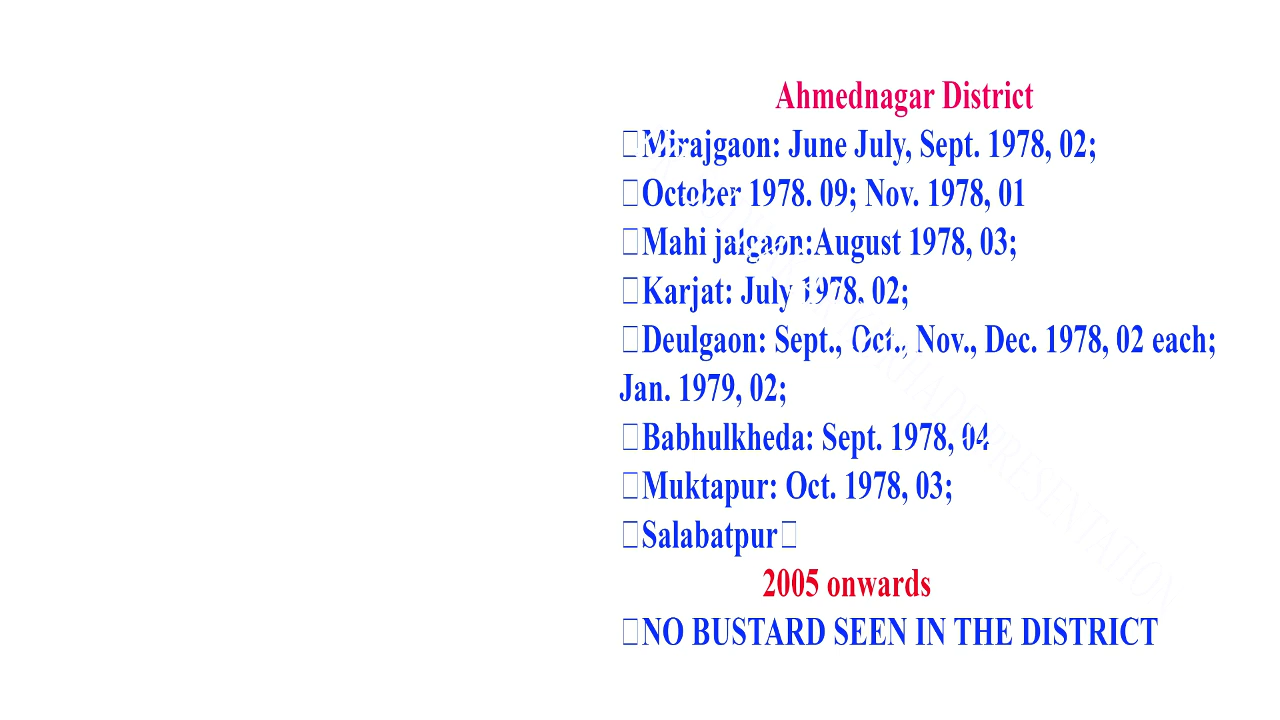 Ahmednagar District
Mirajgaon: June July, Sept. 1978, 02;
October 1978. 09; Nov. 1978, 01
Mahi jalgaon:August 1978, 03;
Karjat: July 1978. 02;
Deulgaon: Sept., Oct., Nov., Dec. 1978, 02 each;
Jan. 1979, 02;
Babhulkheda: Sept. 1978, 04
Muktapur: Oct. 1978, 03;
Salabatpur
2005 onwards
NO BUSTARD SEEN IN THE DISTRICT
PRESENTATION